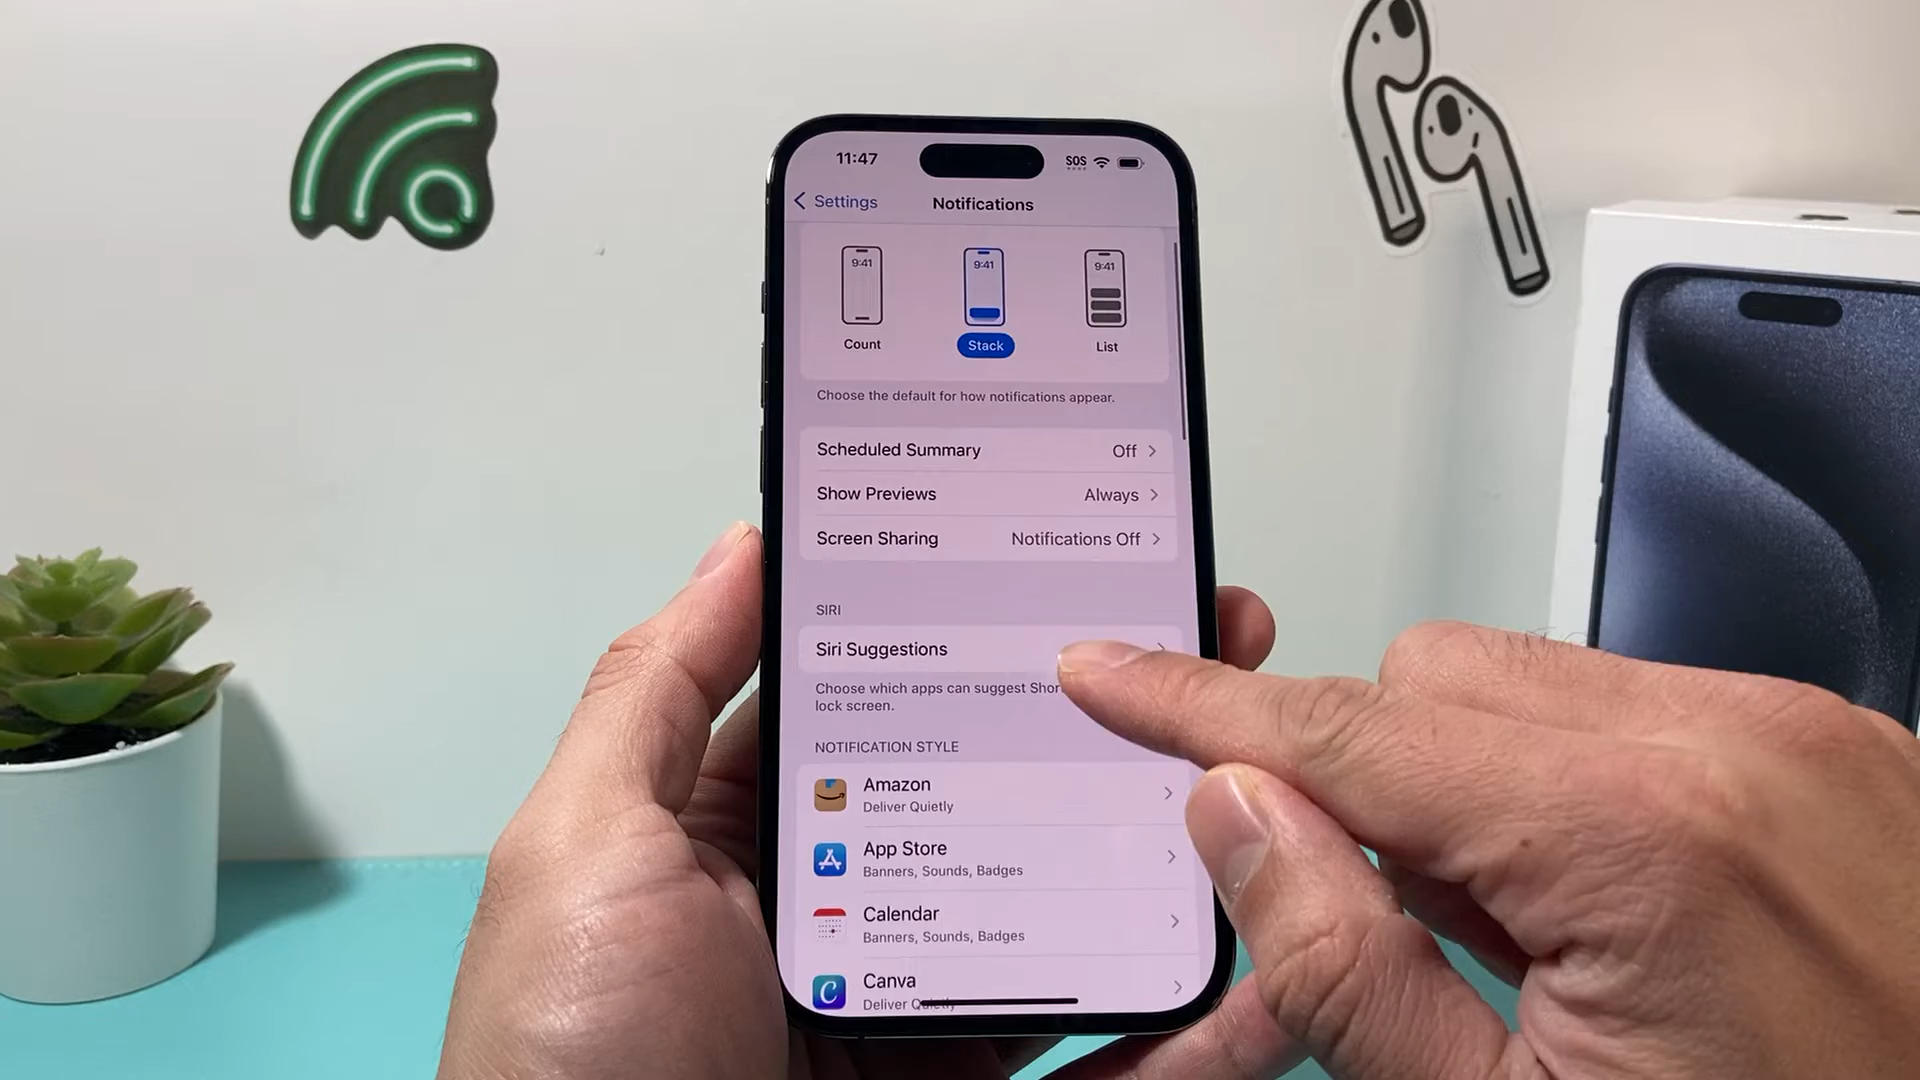 11:47
SOS
Settings
Notifications
9:41
9:41
9:41
Count
Stack
List
Choose the default for how notifications appear.
Scheduled Summary Off
Show Previews Always
Screen Sharing Notifications Off
SIRI
Siri Suggestions
Choose which apps can suggest
lock screen.
NOTIFICATION STYLE
Amazon
Deliver Quietly
App Store
Banners, Sounds, Badges
Calendar
Banners, Sounds, Badges
Canva
Deliver Quietly